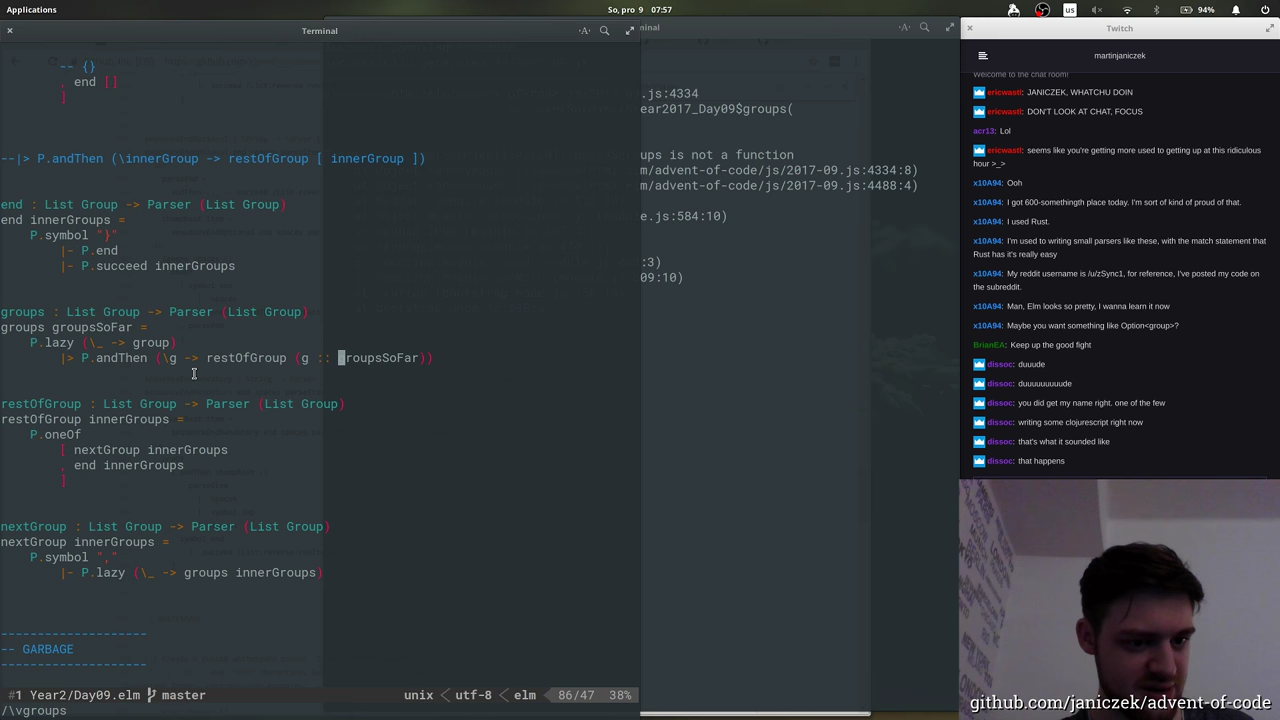 Applications
So, pro 9 07:57
us
94%
Terminal
-- {}
, end []
]
--|> P.andThen (\innerGroup -> restOfGroup [ innerGroup ])
end : List Group -> Parser (List Group)
end innerGroups =
P.symbol "}"
|- P.end
|- P.succeed innerGroups
groups : List Group -> Parser (List Group)
groups groupsSoFar =
P.lazy (\_ -> group)
|> P.andThen (\g -> restOfGroup (g :: groupsSoFar))
restOfGroup : List Group -> Parser (List Group)
restOfGroup innerGroups =
P.oneOf
[ nextGroup innerGroups
, end innerGroups
]
nextGroup : List Group -> Parser (List Group)
nextGroup innerGroups =
P.symbol ","
|- P.lazy (\_ -> groups innerGroups)
--------------------
-- GARBAGE
--------------------
#1 Year2/Day09.elm master unix utf-8 elm 86/47 38%
/\vgroups
minal
.js:4334
ear2017_Day09$groups(
ups is not a function
m/advent-of-code/js/2017-09.js:4334:8)
m/advent-of-code/js/2017-09.js:4488:4)
e.js:584:10)
:3)
09:10)
Twitch
martinjaniczek
Welcome to the chat room!
ericwastl: JANICZEK, WHATCHU DOIN
ericwastl: DON'T LOOK AT CHAT, FOCUS
acr13: Lol
ericwastl: seems like you're getting more used to getting up at this ridiculous
hour >_>
x10A94: Ooh
x10A94: I got 600-somethingth place today. I'm sort of kind of proud of that.
x10A94: I used Rust.
x10A94: I'm used to writing small parsers like these, with the match statement that
Rust has it's really easy
x10A94: My reddit username is /u/zSync1, for reference, I've posted my code on
the subreddit.
x10A94: Man, Elm looks so pretty, I wanna learn it now
x10A94: Maybe you want something like Option<group>?
BrianEA: Keep up the good fight
dissoc: duuude
dissoc: duuuuuuuude
dissoc: you did get my name right. one of the few
dissoc: writing some clojurescript right now
dissoc: that's what it sounded like
dissoc: that happens
github.com/janiczek/advent-of-code